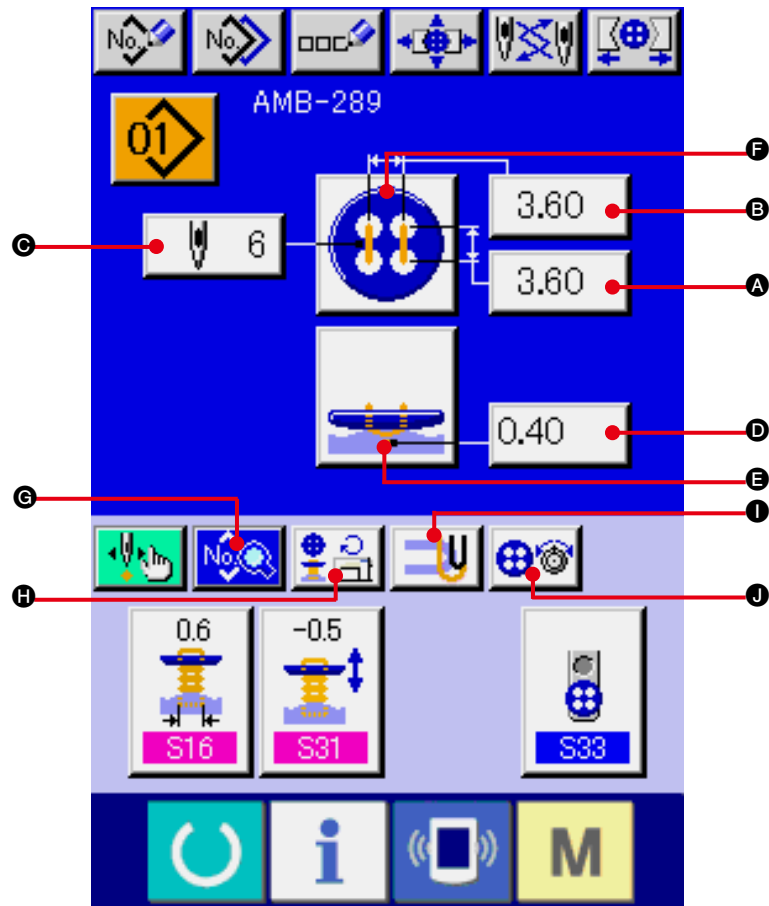 No. No.
AMB-289
01
F
3.60 B
C 6
3.60 A
0.40 D
E
G I
No.
H J
0.6 -0.5
S16 S31 S33
i M